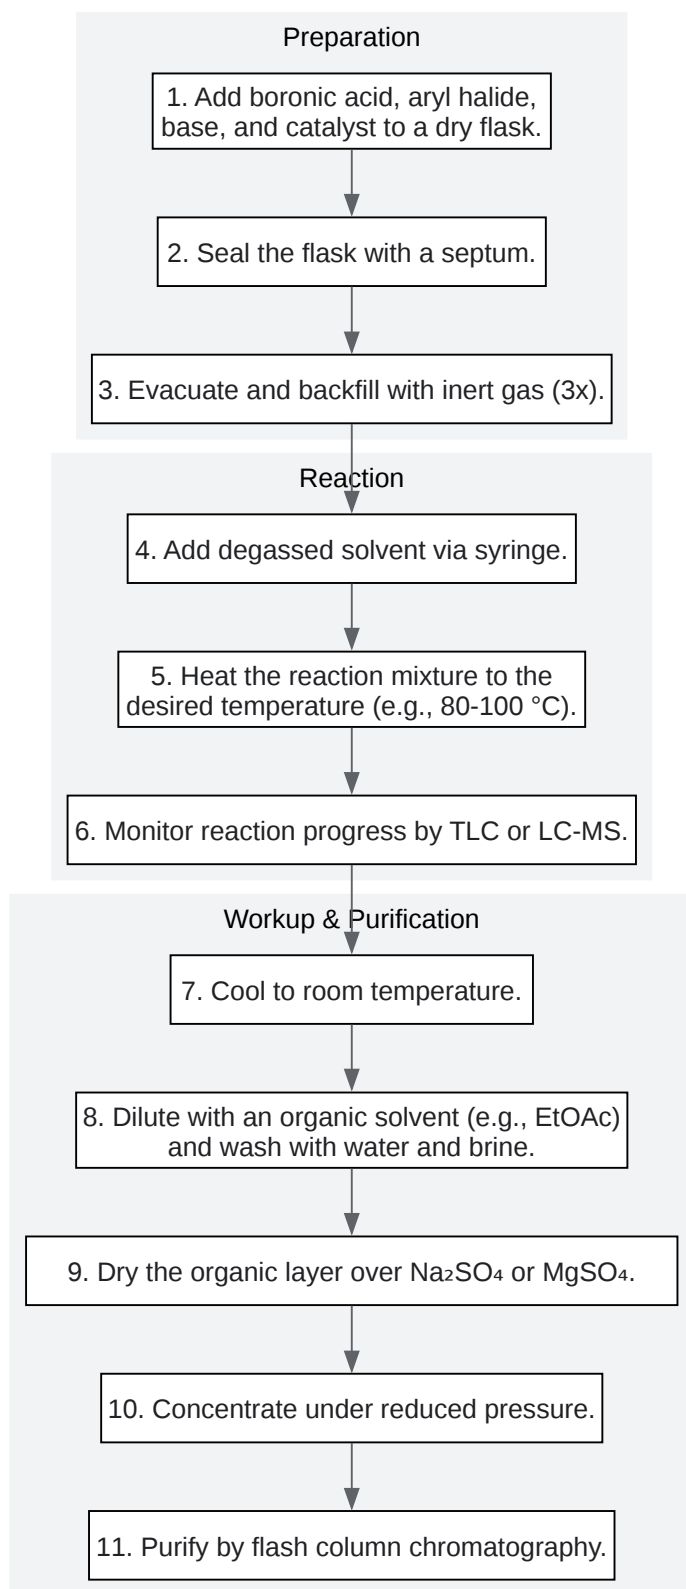 Preparation
1. Add boronic acid, aryl halide,
base, and catalyst to a dry flask.
2. Seal the flask with a septum.
3. Evacuate and backfill with inert gas (3x).
Reaction
4. Add degassed solvent via syringe.
5. Heat the reaction mixture to the
desired temperature (e.g., 80-100 °C).
6. Monitor reaction progress by TLC or LC-MS.
Workup & Purification
7. Cool to room temperature.
8. Dilute with an organic solvent (e.g., EtOAc)
and wash with water and brine.
9. Dry the organic layer over Na₂SO₄ or MgSO₄.
10. Concentrate under reduced pressure.
11. Purify by flash column chromatography.